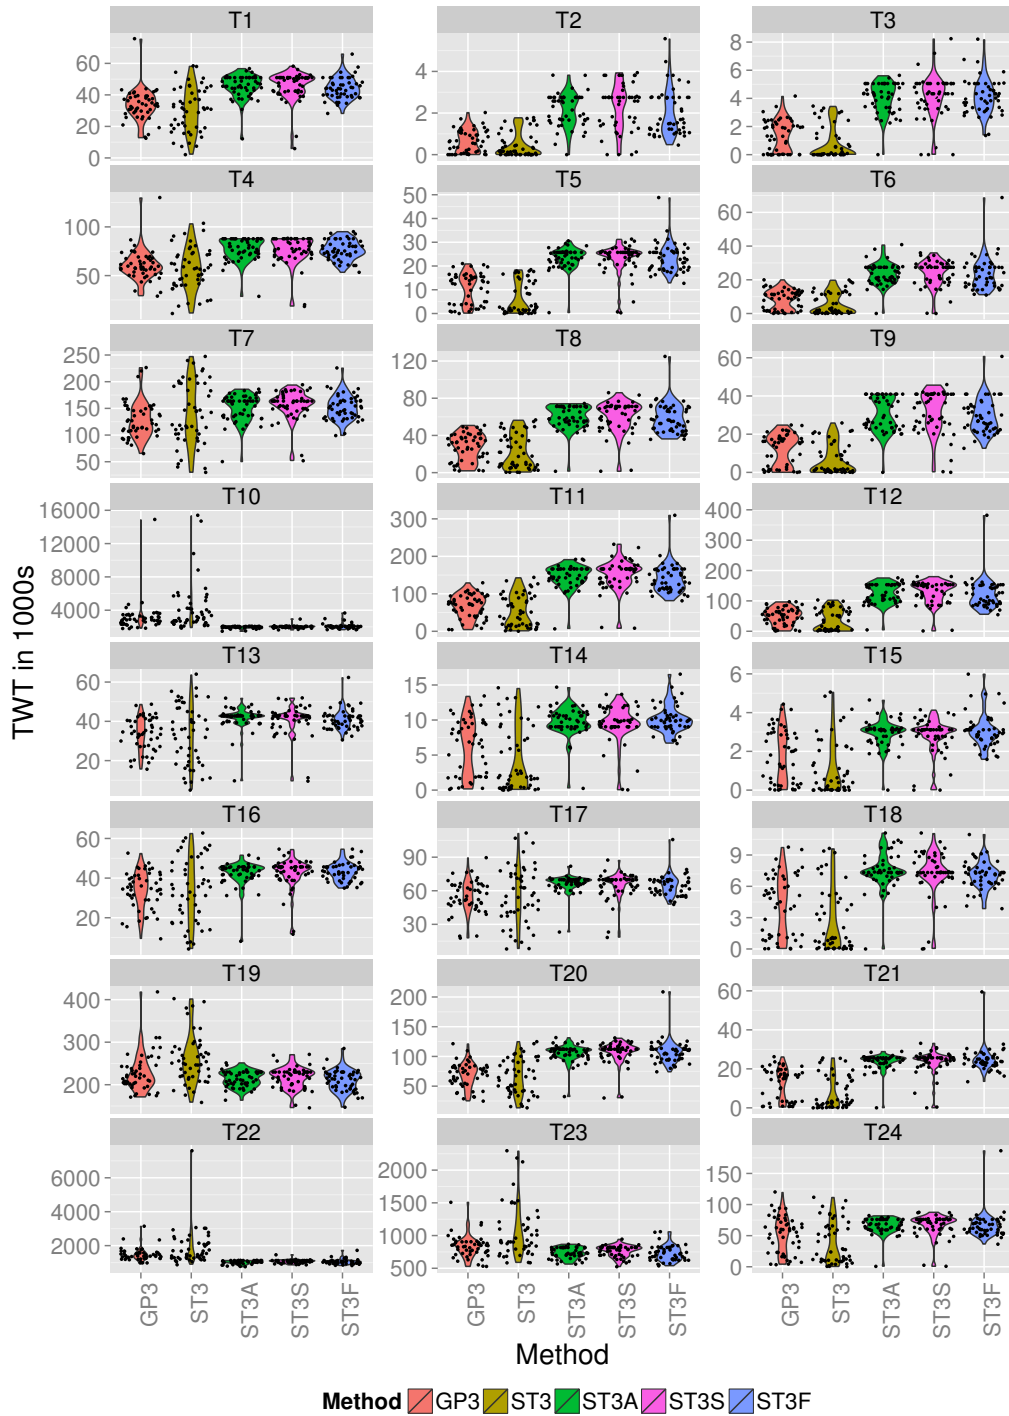 T1 T2 T3
60 40 20 0
4 2 0
8 6 4 2 0
T4 T5 T6
100 50
50 40 30 20 10 0
60 40 20 0
T7 T8 T9
250 200 150 100 50
120 80 40 0
60 40 20 0
T10 T11 T12
16000 12000 8000 4000
300 200 100 0
400 300 200 100 0
T13 T14 T15
60 40 20
15 10 5 0
6 4 2 0
T16 T17 T18
60 40 20
90 60 30
9 6 3 0
T19 T20 T21
400 300 200
200 150 100 50
60 40 20 0
T22 T23 T24
6000 4000 2000
2000 1500 1000 500
150 100 50 0
TWT in 1000s
GP3 ST3 ST3A ST3S ST3F
GP3 ST3 ST3A ST3S ST3F
GP3 ST3 ST3A ST3S ST3F
Method
Method GP3 ST3 ST3A ST3S ST3F